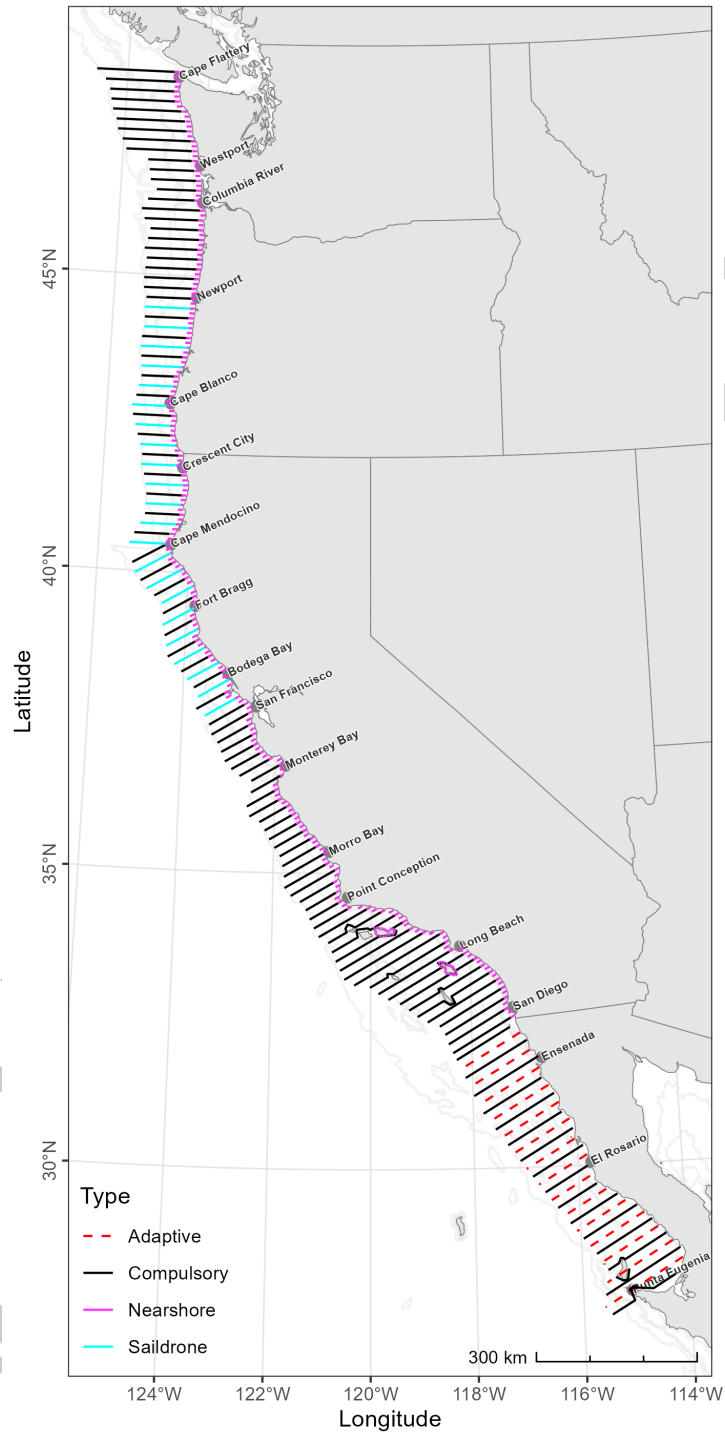 Cape Flattery
Westport
Columbia River
45°N
Newport
Cape Blanco
Crescent City
Cape Mendocino
40°N
Fort Bragg
Bodega Bay
San Francisco
Latitude
Monterey Bay
Morro Bay
35°N
Point Conception
Long Beach
San Diego
Ensenada
El Rosario
30°N
Type
Adaptive
Compulsory
Nearshore
Saildrone
Punta Eugenia
300 km
124°W 122°W 120°W 118°W 116°W 114°W
Longitude